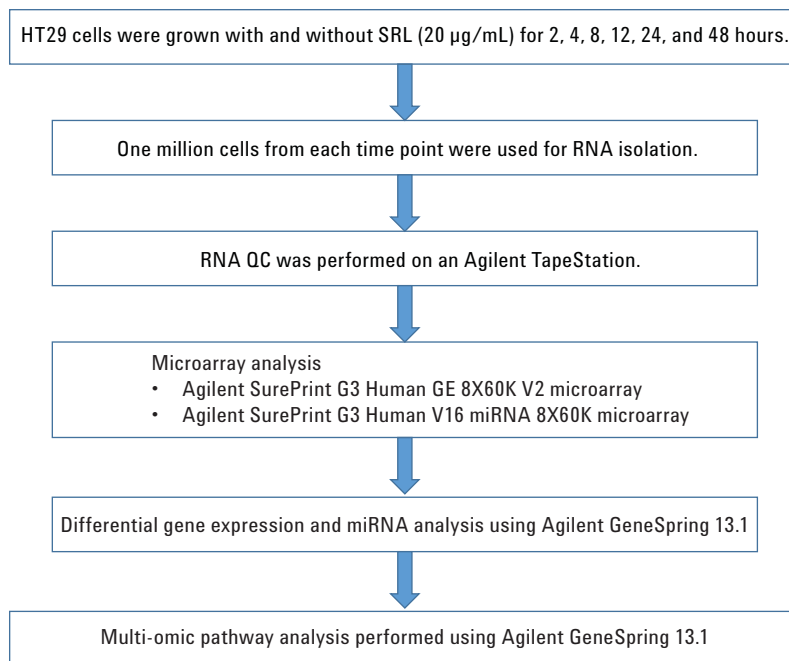 HT29 cells were grown with and without SRL (20 µg/mL) for 2, 4, 8, 12, 24, and 48 hours.
One million cells from each time point were used for RNA isolation.
RNA QC was performed on an Agilent TapeStation.
Microarray analysis
• Agilent SurePrint G3 Human GE 8X60K V2 microarray
• Agilent SurePrint G3 Human V16 miRNA 8X60K microarray
Differential gene expression and miRNA analysis using Agilent GeneSpring 13.1
Multi-omic pathway analysis performed using Agilent GeneSpring 13.1